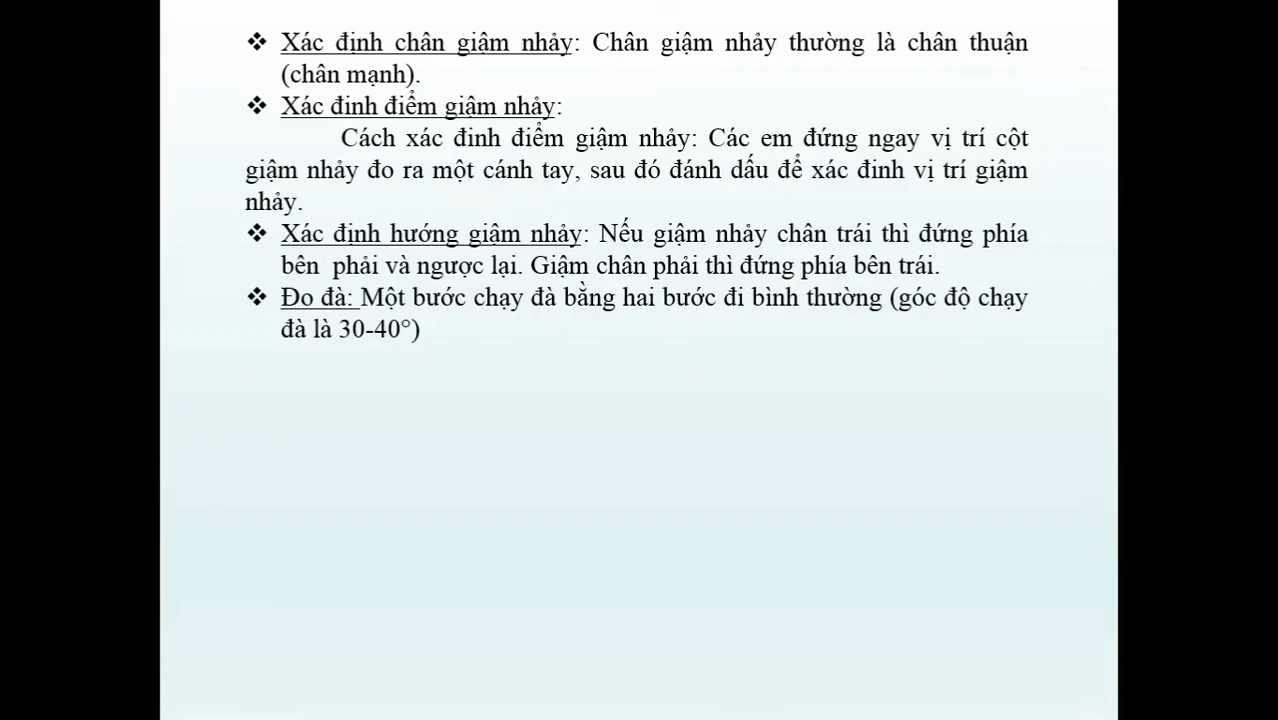 ❖ Xác định chân giậm nhảy: Chân giậm nhảy thường là chân thuận
(chân mạnh).
❖ Xác đinh điểm giậm nhảy:
Cách xác đinh điểm giậm nhảy: Các em đứng ngay vị trí cột
giậm nhảy đo ra một cánh tay, sau đó đánh dấu để xác đinh vị trí giậm
nhảy.
❖ Xác định hướng giậm nhảy: Nếu giậm nhảy chân trái thì đứng phía
bên phải và ngược lại. Giậm chân phải thì đứng phía bên trái.
❖ Đo đà: Một bước chạy đà bằng hai bước đi bình thường (góc độ chạy
đà là 30-40°)